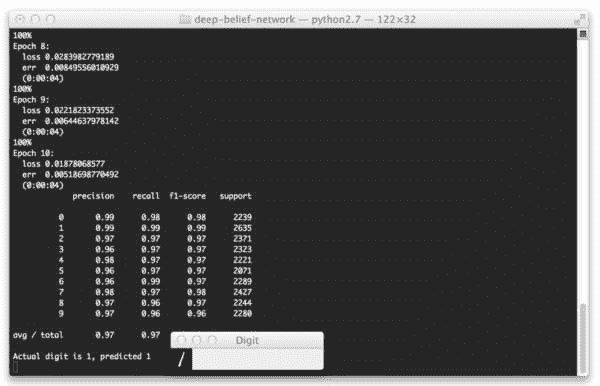 deep-belief-network — python2.7 — 122×32
100%
Epoch 8:
loss 0.0283982779189
err 0.00849556010929
(0:00:04)
100%
Epoch 9:
loss 0.0221823373552
err 0.00644637978142
(0:00:04)
100%
Epoch 10:
loss 0.01878068577
err 0.00518698770492
(0:00:04)
precision recall f1-score support
0 0.99 0.98 0.98 2239
1 0.99 0.99 0.99 2635
2 0.97 0.97 0.97 2371
3 0.96 0.97 0.97 2323
4 0.98 0.97 0.97 2221
5 0.96 0.97 0.96 2071
6 0.96 0.99 0.97 2289
7 0.98 0.97 0.98 2427
8 0.97 0.96 0.97 2244
9 0.97 0.96 0.96 2280
avg / total 0.97 0.97
Digit
Actual digit is 1, predicted 1